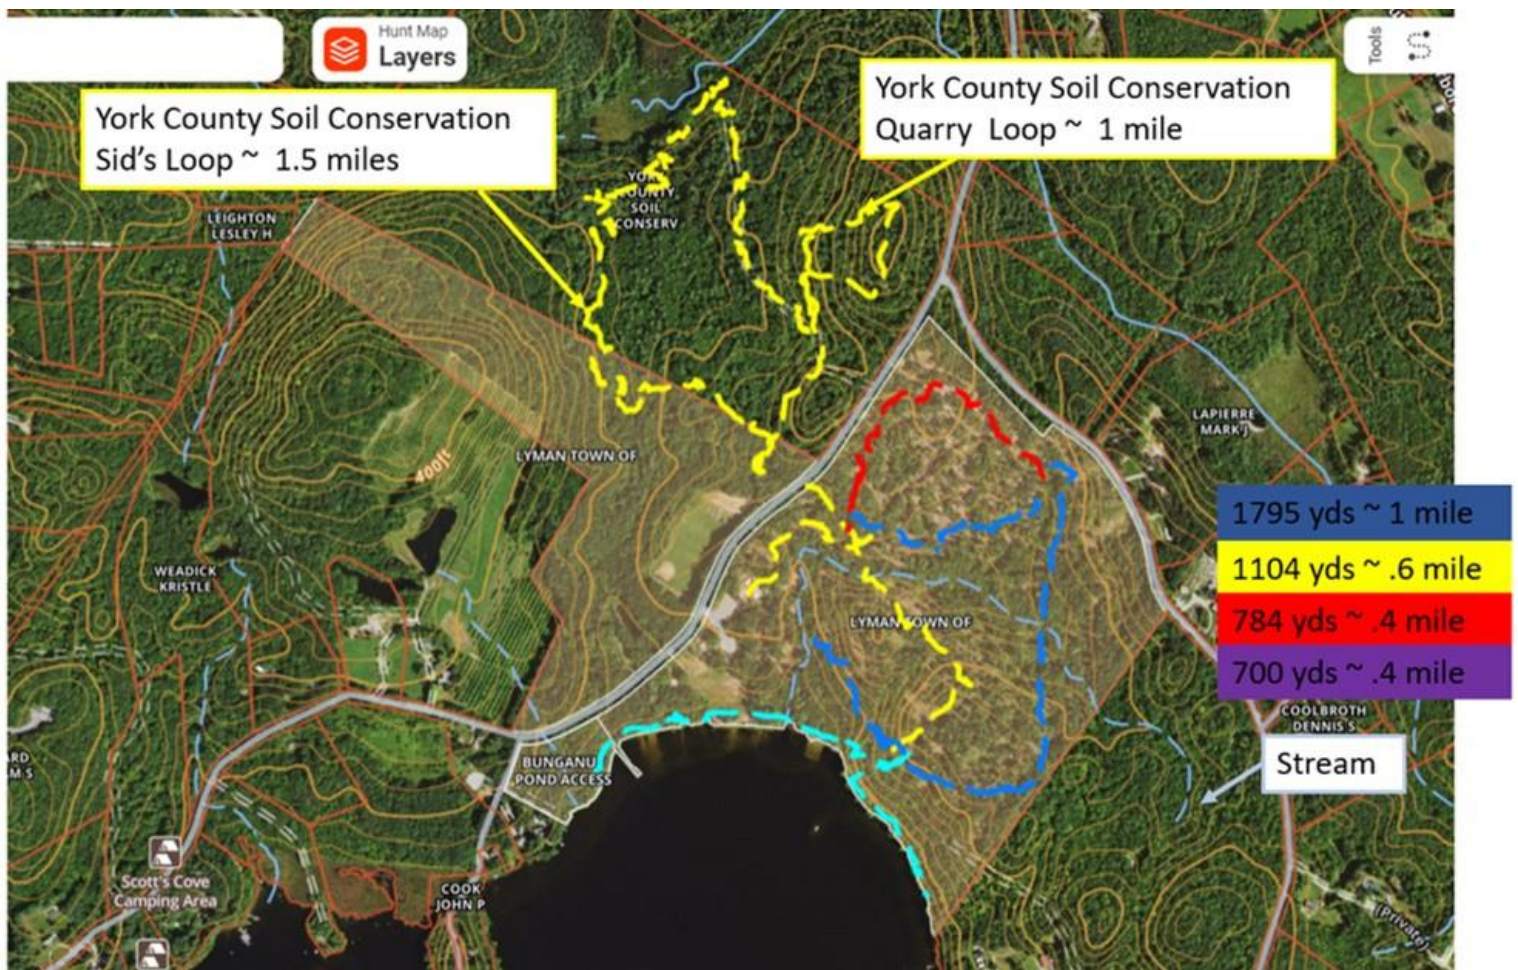 Hunt Map
Layers
Tools
York County Soil Conservation
Sid's Loop ~ 1.5 miles
York County Soil Conservation
Quarry Loop ~ 1 mile
YORK
COUNTY
SOIL
CONSERV
LEIGHTON
LESLEY H
LAPIERRE
MARK J
LYMAN TOWN OF
400ft
WEADICK
KRISTLE
LYMAN TOWN OF
1795 yds ~ 1 mile
1104 yds ~ .6 mile
784 yds ~ .4 mile
700 yds ~ .4 mile
COOLBROTH
DENNIS S
Stream
BUNGANU
POND ACCESS
ARD
M S
Scott's Cove
Camping Area
COOK
JOHN P
(Private)